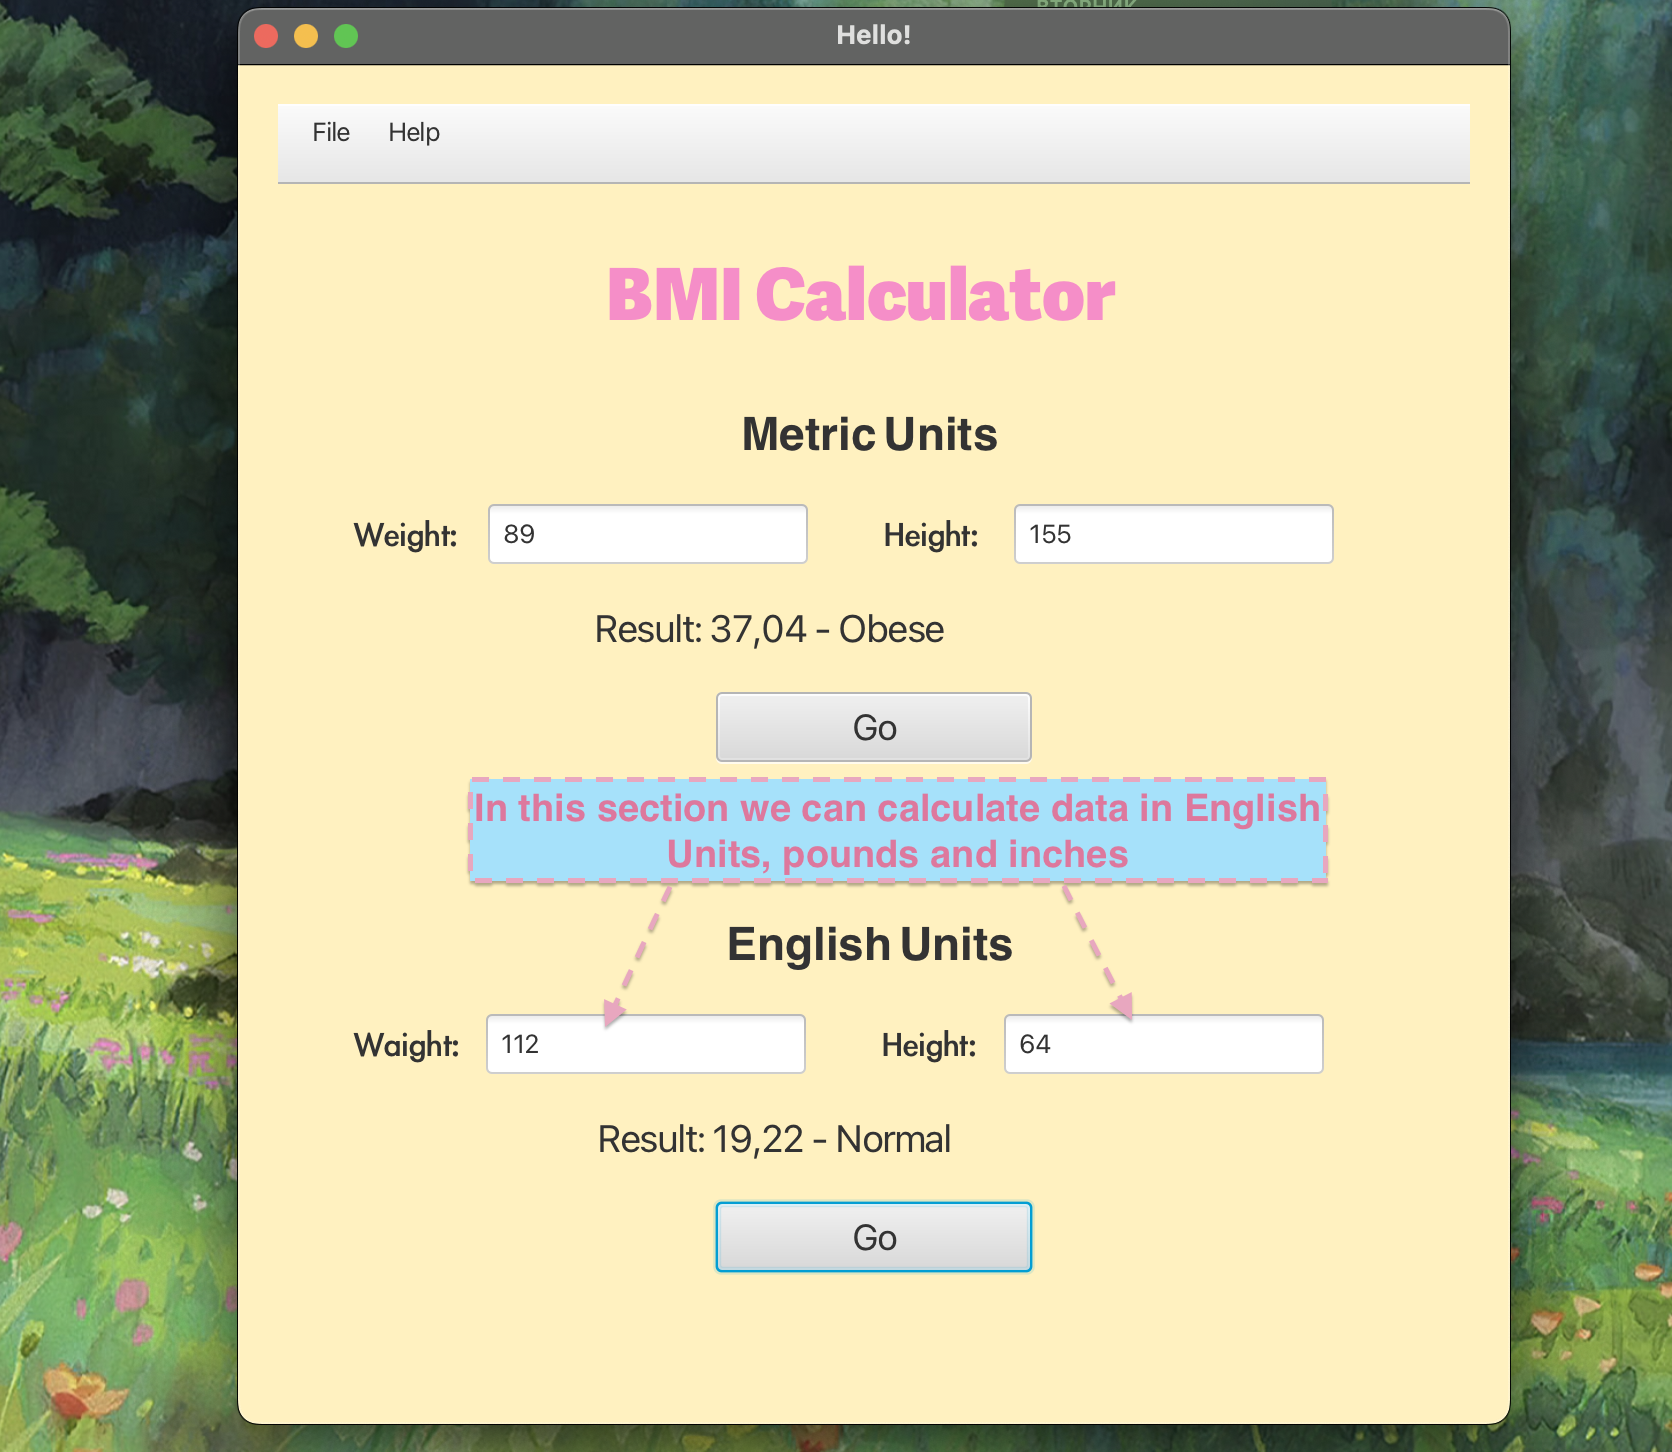 вторник
Hello!
File Help
BMI Calculator
Metric Units
Weight: 89 Height: 155
Result: 37,04 - Obese
Go
In this section we can calculate data in English
Units, pounds and inches
English Units
Waight: 112 Height: 64
Result: 19,22 - Normal
Go